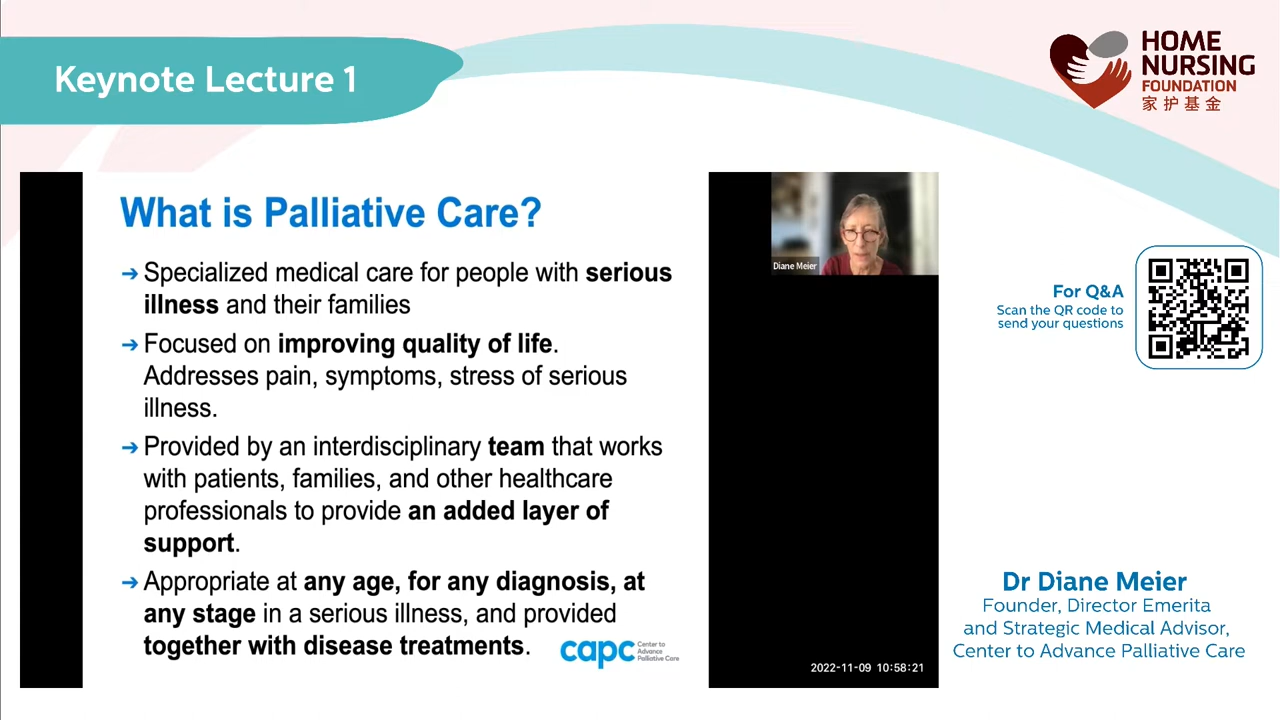 Keynote Lecture 1
HOME
NURSING
FOUNDATION
家护基金
What is Palliative Care?
→ Specialized medical care for people with serious
illness and their families
→ Focused on improving quality of life.
Addresses pain, symptoms, stress of serious
illness.
→ Provided by an interdisciplinary team that works
with patients, families, and other healthcare
professionals to provide an added layer of
support.
→ Appropriate at any age, for any diagnosis, at
any stage in a serious illness, and provided
together with disease treatments.
capc
Center to
Advance
Palliative Care
Diane Meier
2022-11-09 10:58:21
For Q&A
Scan the QR code to
send your questions
Dr Diane Meier
Founder, Director Emerita
and Strategic Medical Advisor,
Center to Advance Palliative Care